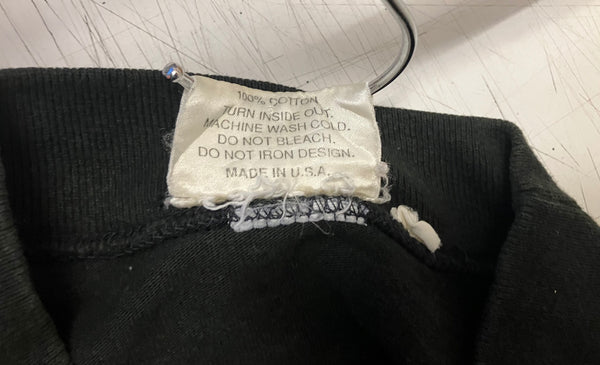 100% COTTON
TURN INSIDE OUT.
MACHINE WASH COLD.
DO NOT BLEACH.
DO NOT IRON DESIGN.
MADE IN U.S.A.